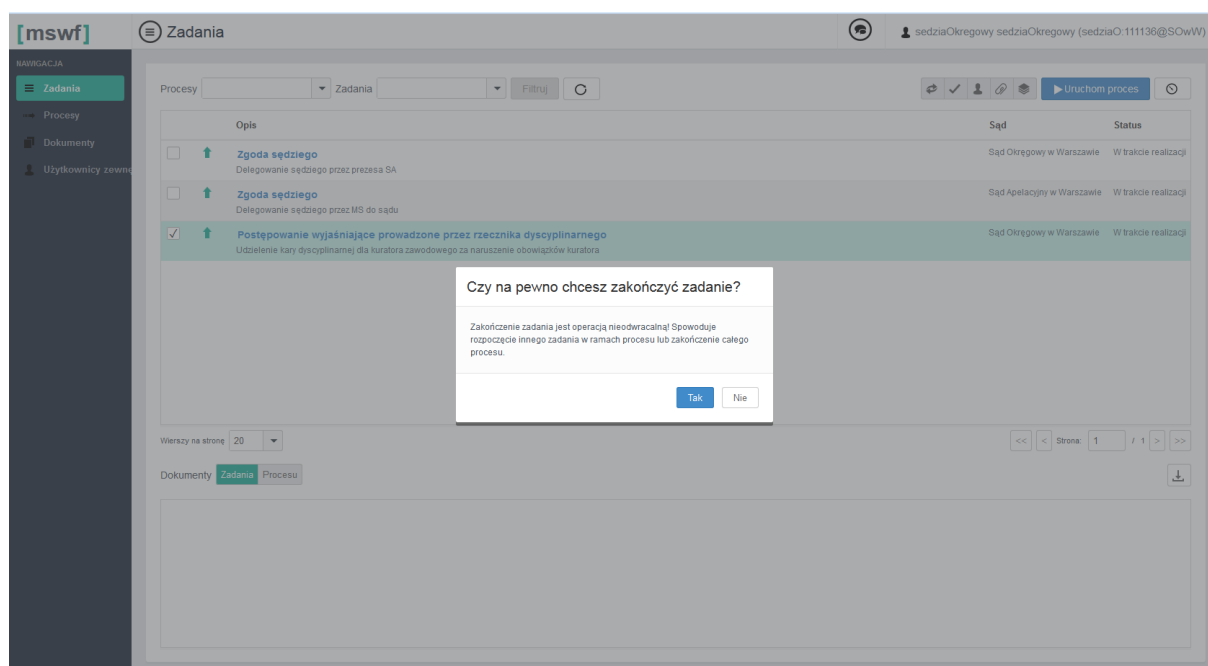 [mswf]
Zadania
sedziaOkregowy sedziaOkregowy (sedziaO:111136@SOwW)
NAWIGACJA
Zadania
Procesy
Dokumenty
Użytkownicy zewnę
Procesy Zadania Filtruj Uruchom proces
Opis Sąd Status
Zgoda sędziego Sąd Okręgowy w Warszawie W trakcie realizacji
Delegowanie sędziego przez prezesa SA
Zgoda sędziego Sąd Apelacyjny w Warszawie W trakcie realizacji
Delegowanie sędziego przez MS do sądu
Postępowanie wyjaśniające prowadzone przez rzecznika dyscyplinarnego Sąd Okręgowy w Warszawie W trakcie realizacji
Udzielenie kary dyscyplinarnej dla kuratora zawodowego za naruszenie obowiązków kuratora
Czy na pewno chcesz zakończyć zadanie?
Zakończenie zadania jest operacją nieodwracalną! Spowoduje
rozpoczęcie innego zadania w ramach procesu lub zakończenie całego
procesu.
Tak Nie
Wierszy na stronę 20 << < Strona: 1 / 1 > >>
Dokumenty Zadania Procesu